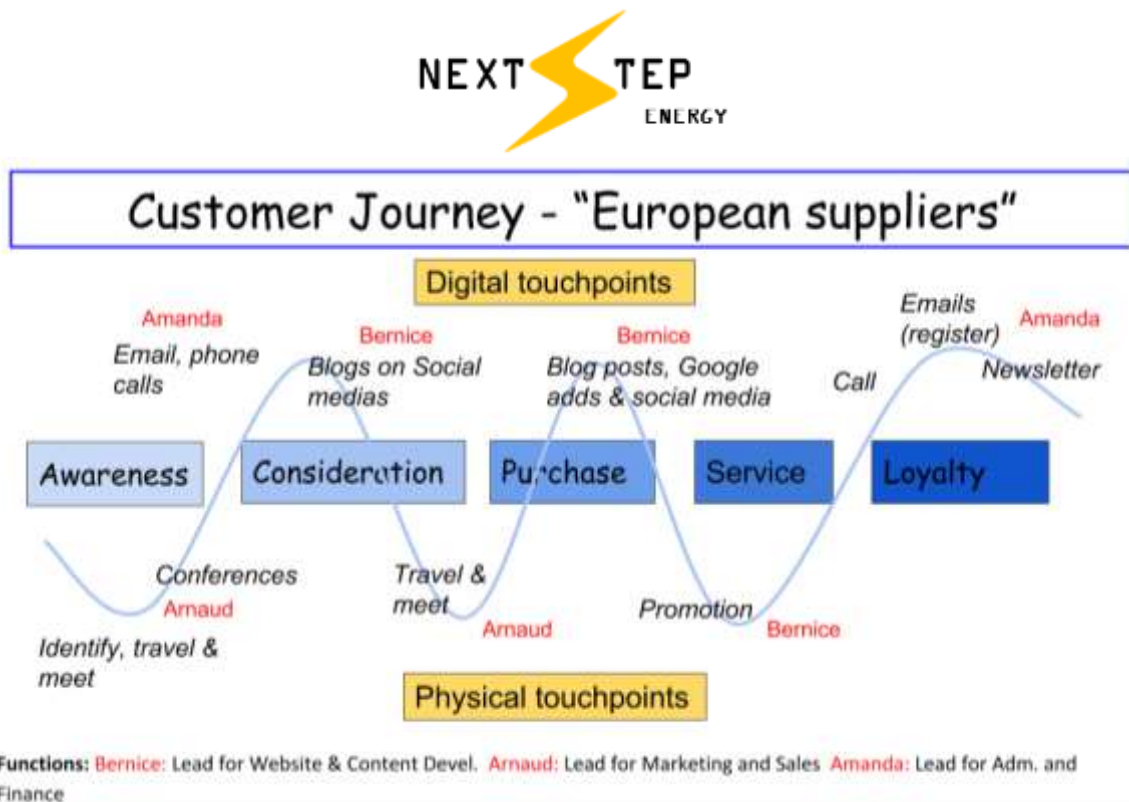 NEXT STEP
ENERGY
Customer Journey - “European suppliers”
Digital touchpoints
Amanda
Email, phone
calls
Bernice
Blogs on Social
medias
Bernice
Blog posts, Google
adds & social media
Call
Emails
(register)
Amanda
Newsletter
Awareness
Consideration
Purchase
Service
Loyalty
Conferences
Arnaud
Identify, travel &
meet
Travel &
meet
Arnaud
Promotion
Bernice
Physical touchpoints
Functions: Bernice: Lead for Website & Content Devel. Arnaud: Lead for Marketing and Sales Amanda: Lead for Adm. and
Finance